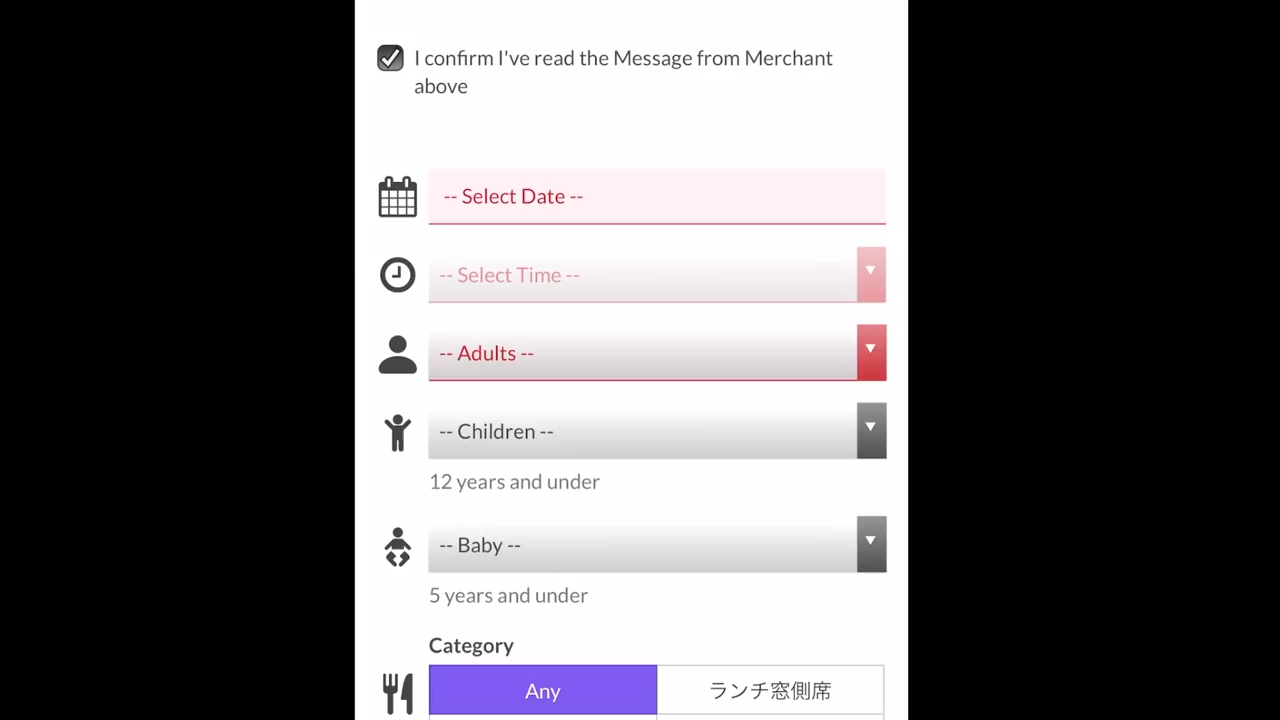 I confirm I've read the Message from Merchant
above
-- Select Date --
-- Select Time --
-- Adults --
-- Children --
12 years and under
-- Baby --
5 years and under
Category
Any
ランチ窓側席